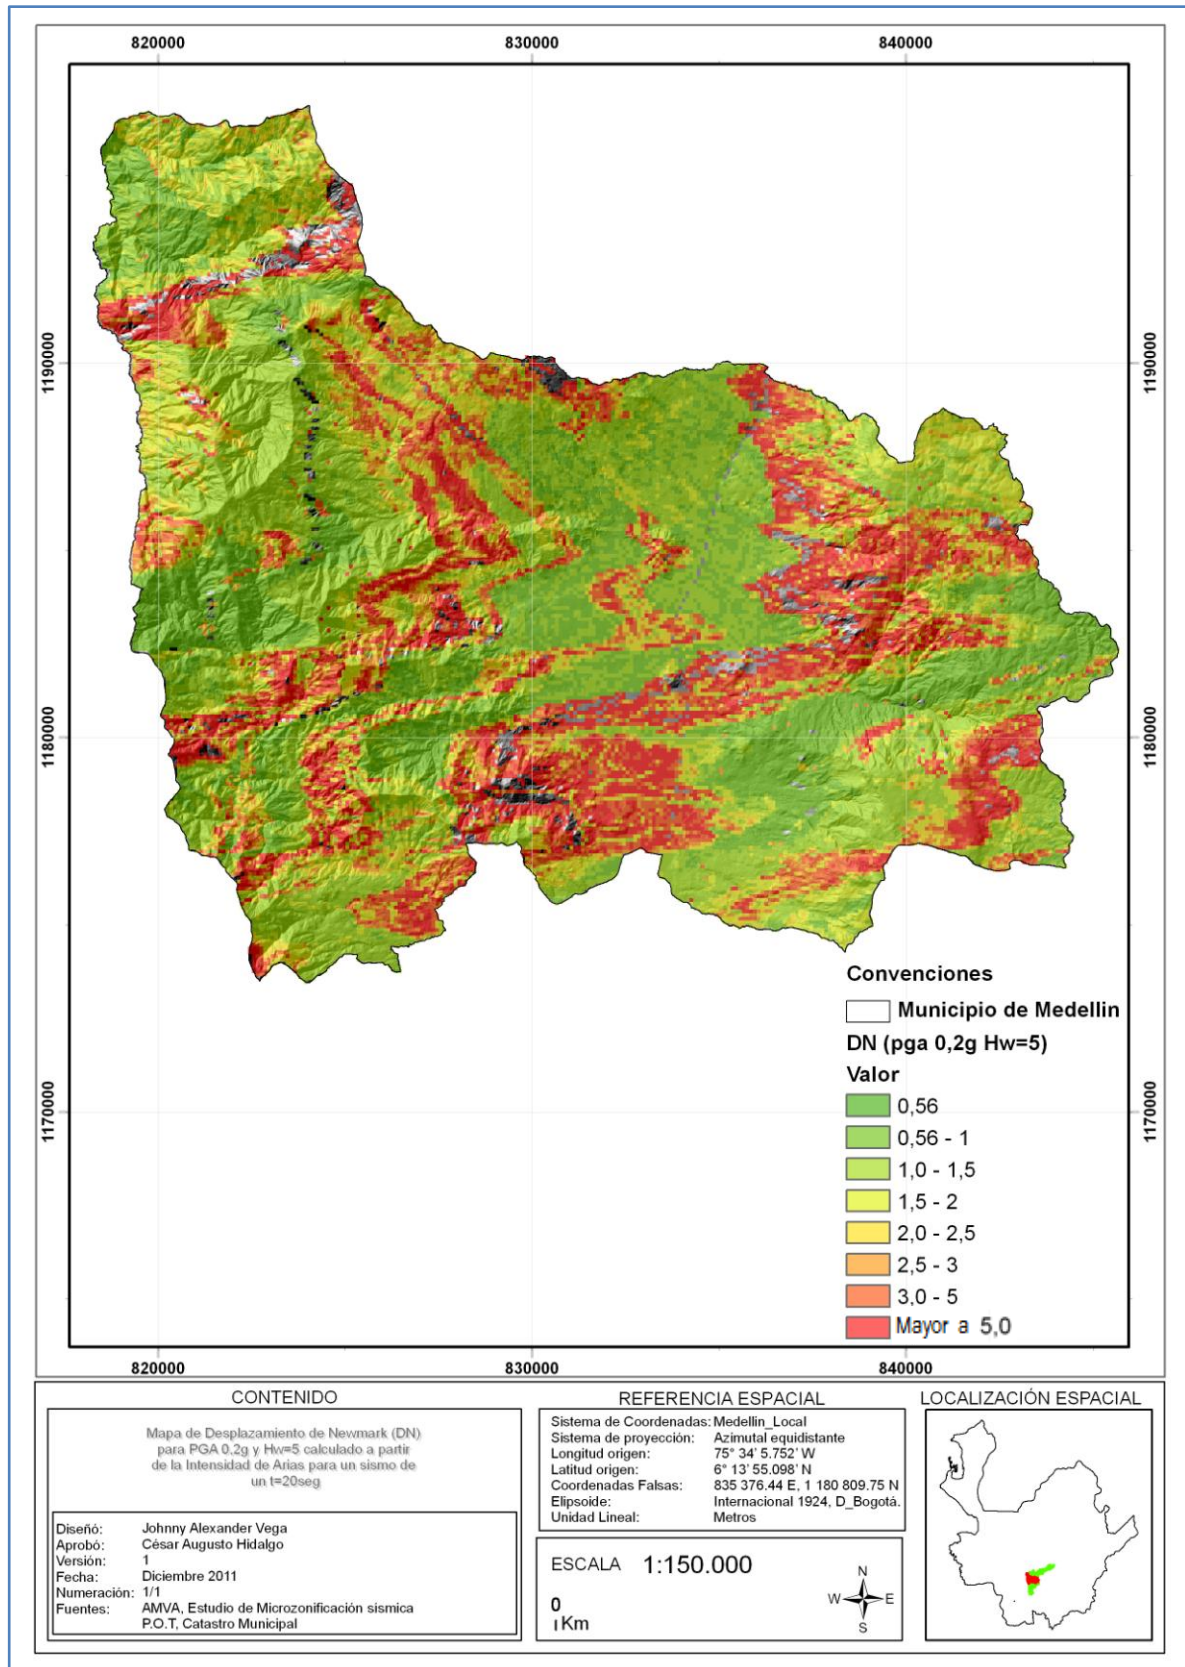 820000
830000
840000
1190000
1190000
1180000
1180000
1170000
1170000
Convenciones
Municipio de Medellin
DN (pga 0,2g Hw=5)
Valor
0,56
0,56 - 1
1,0 - 1,5
1,5 - 2
2,0 - 2,5
2,5 - 3
3,0 - 5
Mayor a 5,0
820000
830000
840000
CONTENIDO
Mapa de Desplazamiento de Newmark (DN)
para PGA 0,2g y Hw=5 calculado a partir
de la Intensidad de Arias para un sismo de
un t=20seg
Diseñó: Johnny Alexander Vega
Aprobó: César Augusto Hidalgo
Versión: 1
Fecha: Diciembre 2011
Numeración: 1/1
Fuentes: AMVA, Estudio de Microzonificación sísmica
P.O.T, Catastro Municipal
REFERENCIA ESPACIAL
Sistema de Coordenadas: Medellin_Local
Sistema de proyección: Azimutal equidistante
Longitud origen: 75° 34' 5.752' W
Latitud origen: 6° 13' 55.098' N
Coordenadas Falsas: 835 376.44 E, 1 180 809.75 N
Elipsoide: Internacional 1924, D_Bogotá.
Unidad Lineal: Metros
ESCALA 1:150.000
0
Km
N
W E
S
LOCALIZACIÓN ESPACIAL